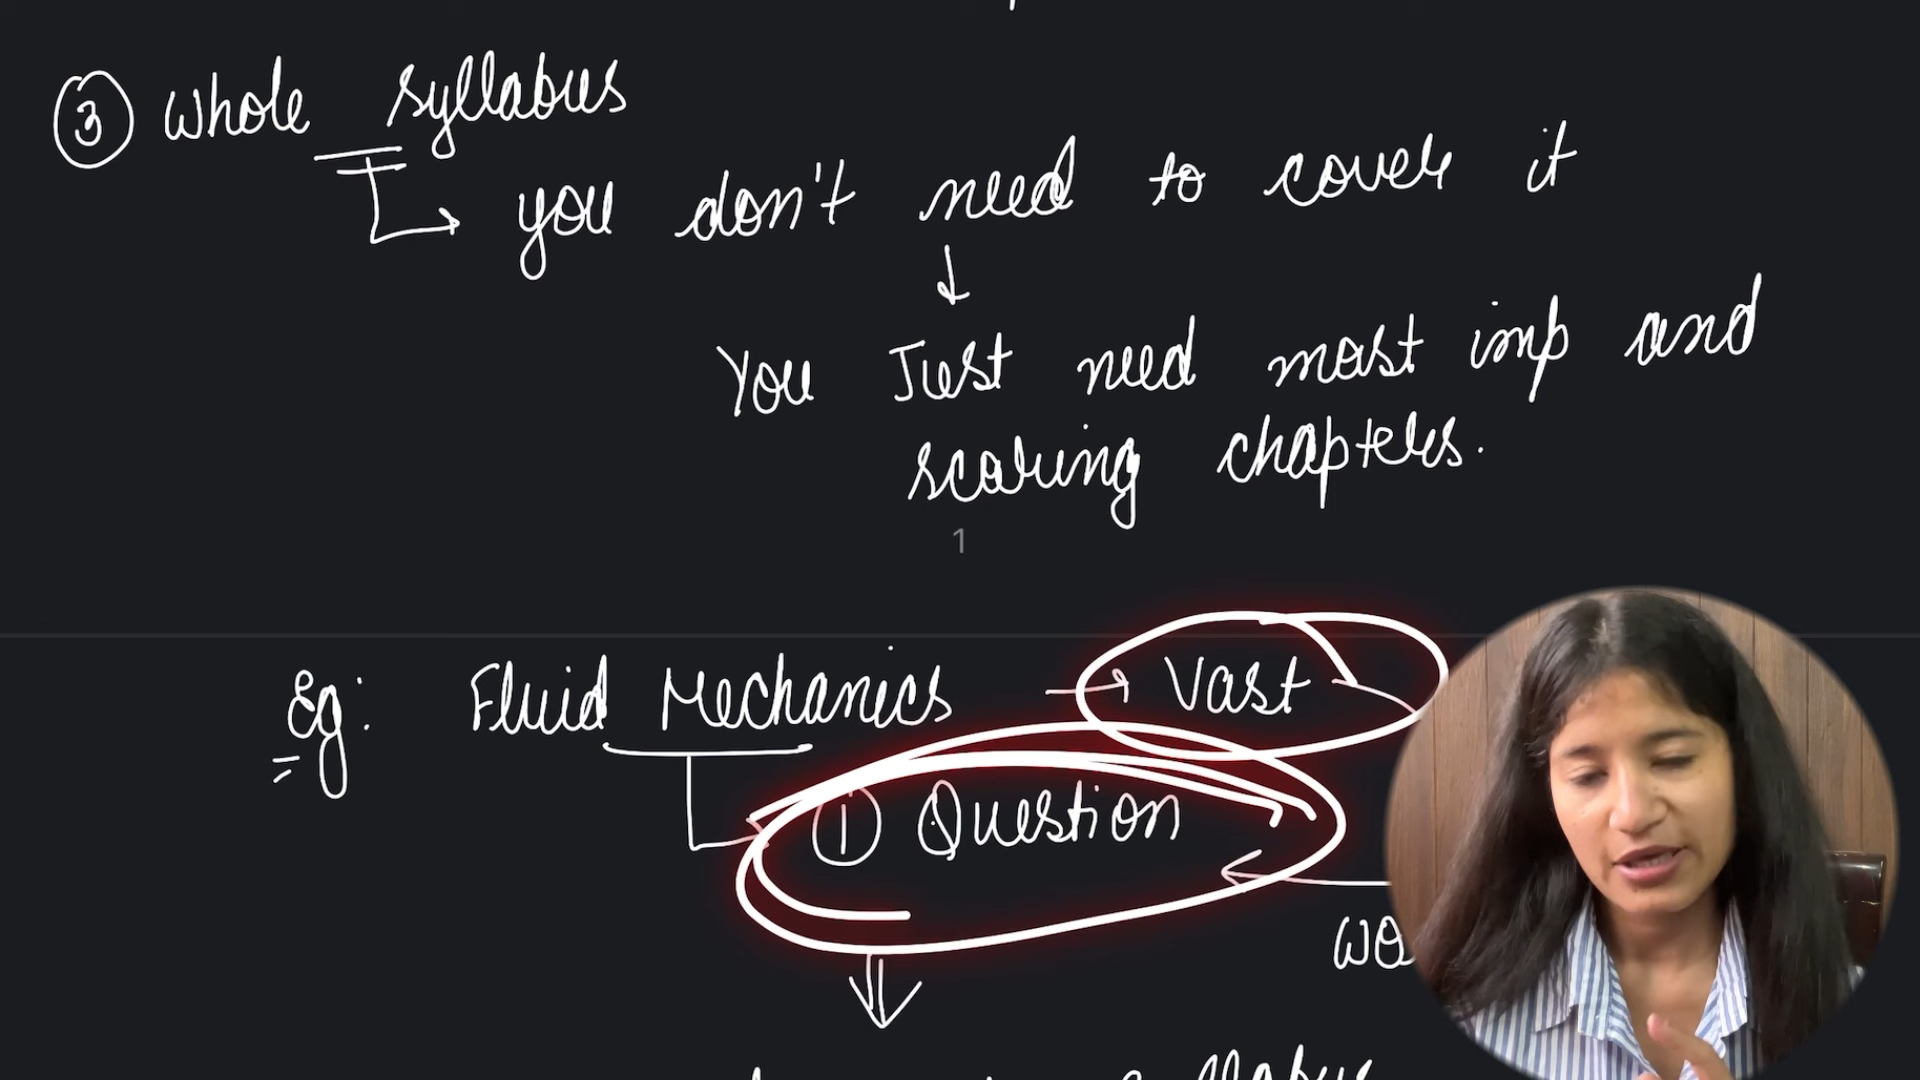 3 Whole syllabus
you don't need to cover it
You Just need most imp and
scoring chapters.
1
Eg: Fluid Mechanics → Vast
1 Question